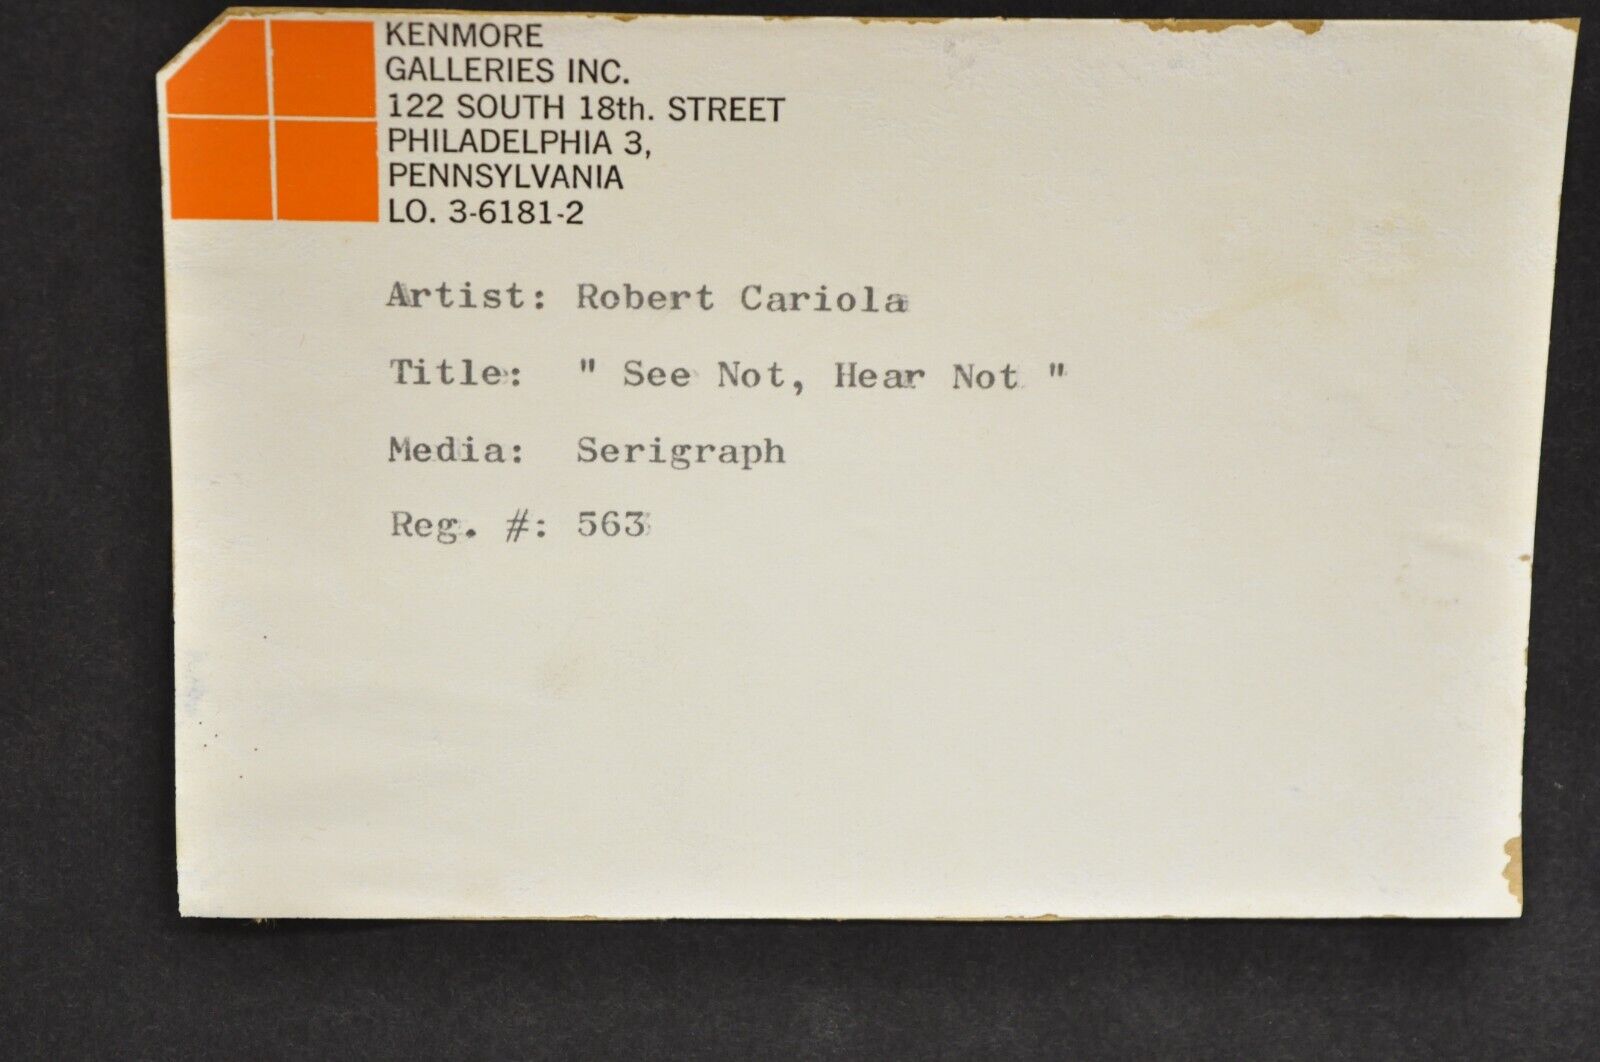 KENMORE
GALLERIES INC.
122 SOUTH 18th. STREET
PHILADELPHIA 3,
PENNSYLVANIA
LO. 3-6181-2
Artist: Robert Cariola
Title: " See Not, Hear Not "
Media: Serigraph
Reg. #: 563